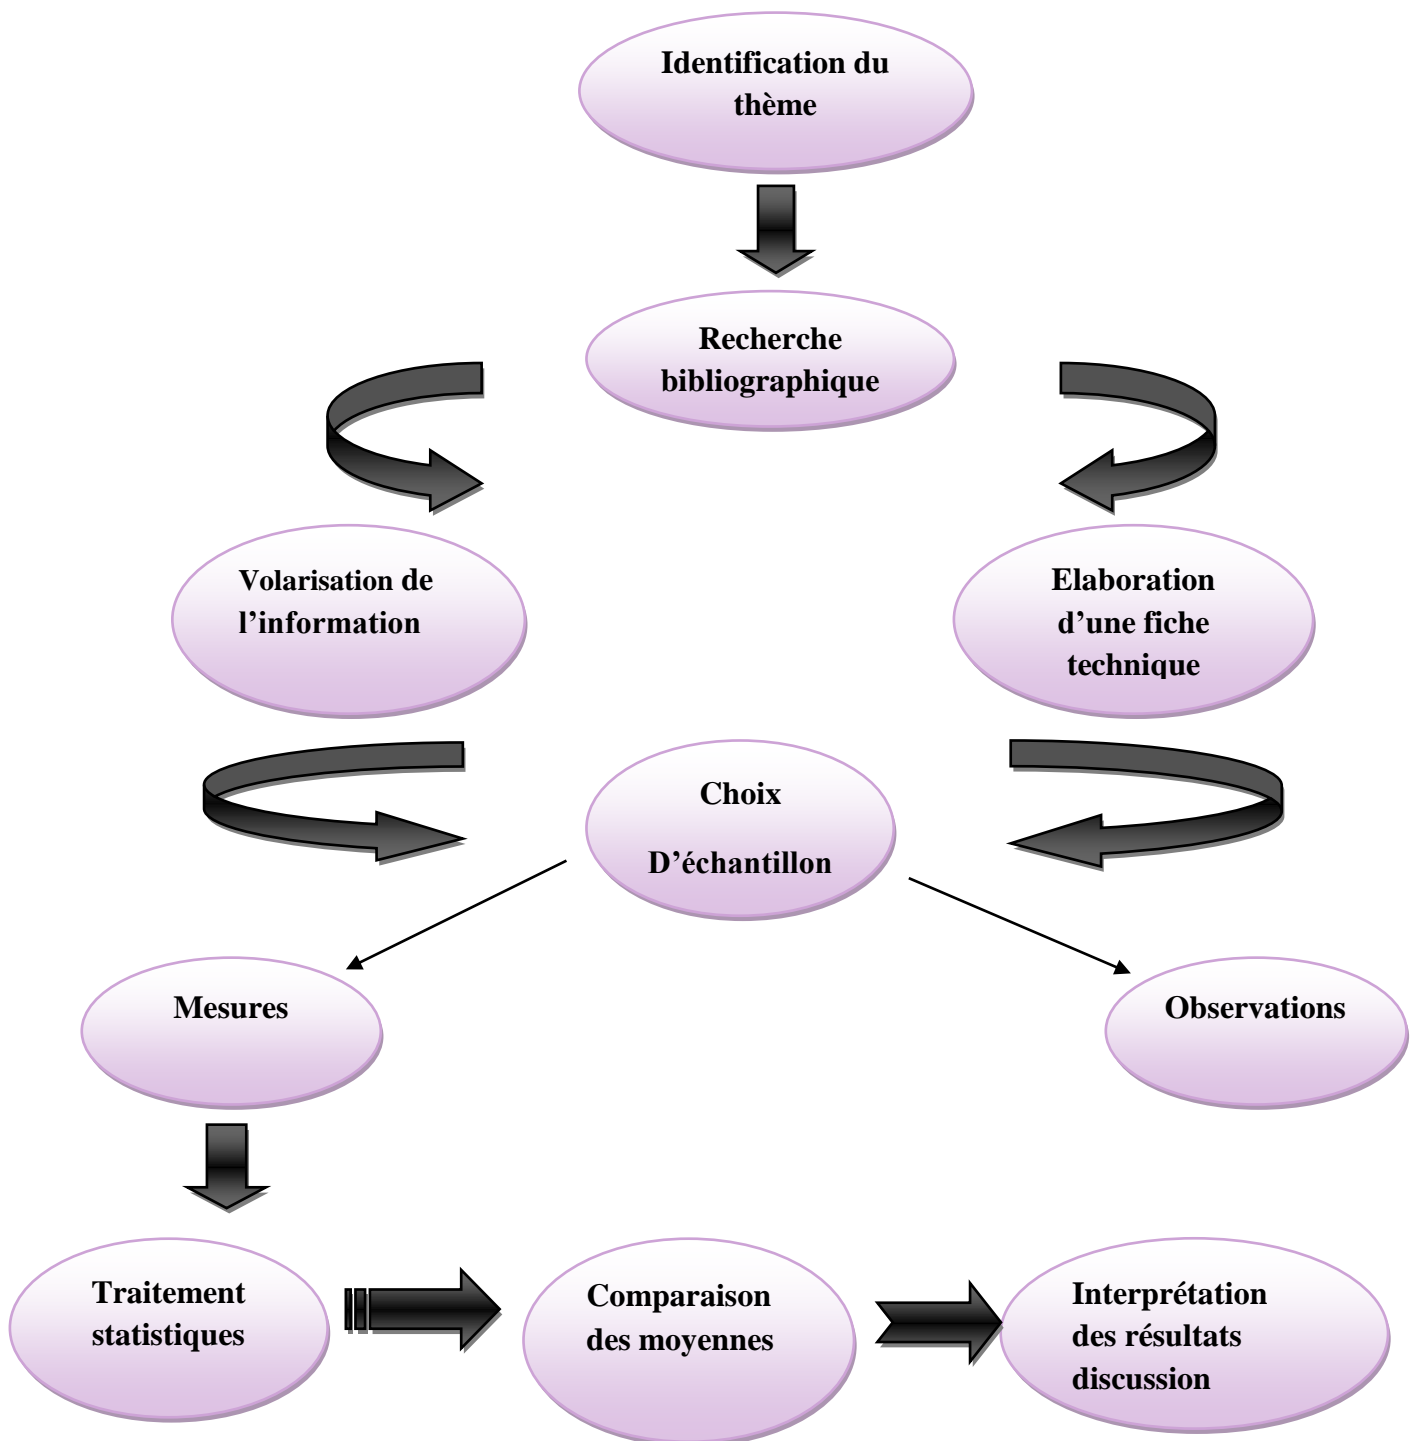 Identification du
thème
Recherche
bibliographique
Volarisation de
l’information
Elaboration
d’une fiche
technique
Choix
D’échantillon
Mesures
Observations
Traitement
statistiques
Comparaison
des moyennes
Interprétation
des résultats
discussion